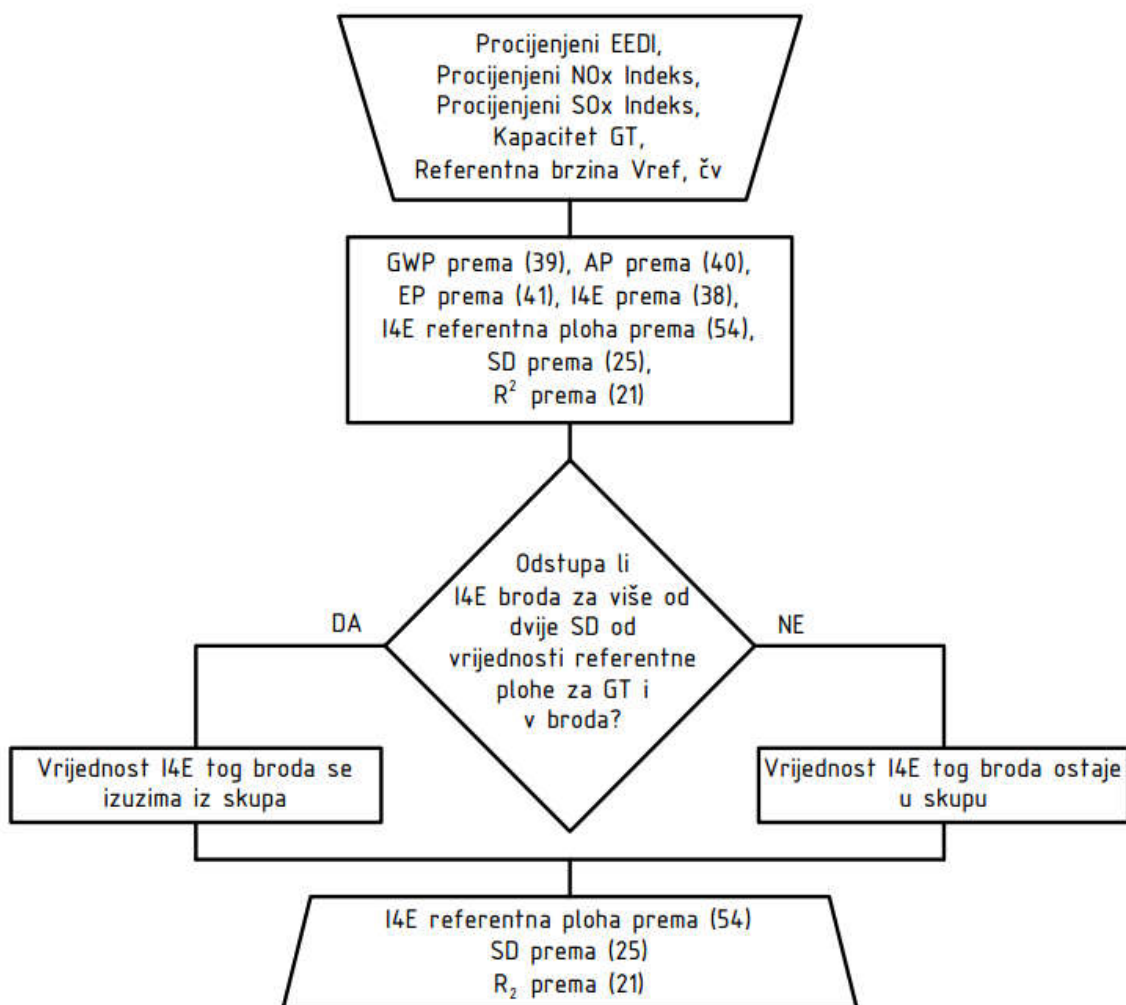 Procijenjeni EEDI,
Procijenjeni NOx Indeks,
Procijenjeni SOx Indeks,
Kapacitet GT,
Referentna brzina Vref, čv
GWP prema (39), AP prema (40),
EP prema (41), I4E prema (38),
I4E referentna ploha prema (54),
SD prema (25),
R² prema (21)
Odstupa li
I4E broda za više od
dvije SD od
vrijednosti referentne
plohe za GT i
v broda?
DA
NE
Vrijednost I4E tog broda se
izuzima iz skupa
Vrijednost I4E tog broda ostaje
u skupu
I4E referentna ploha prema (54)
SD prema (25)
R₂ prema (21)